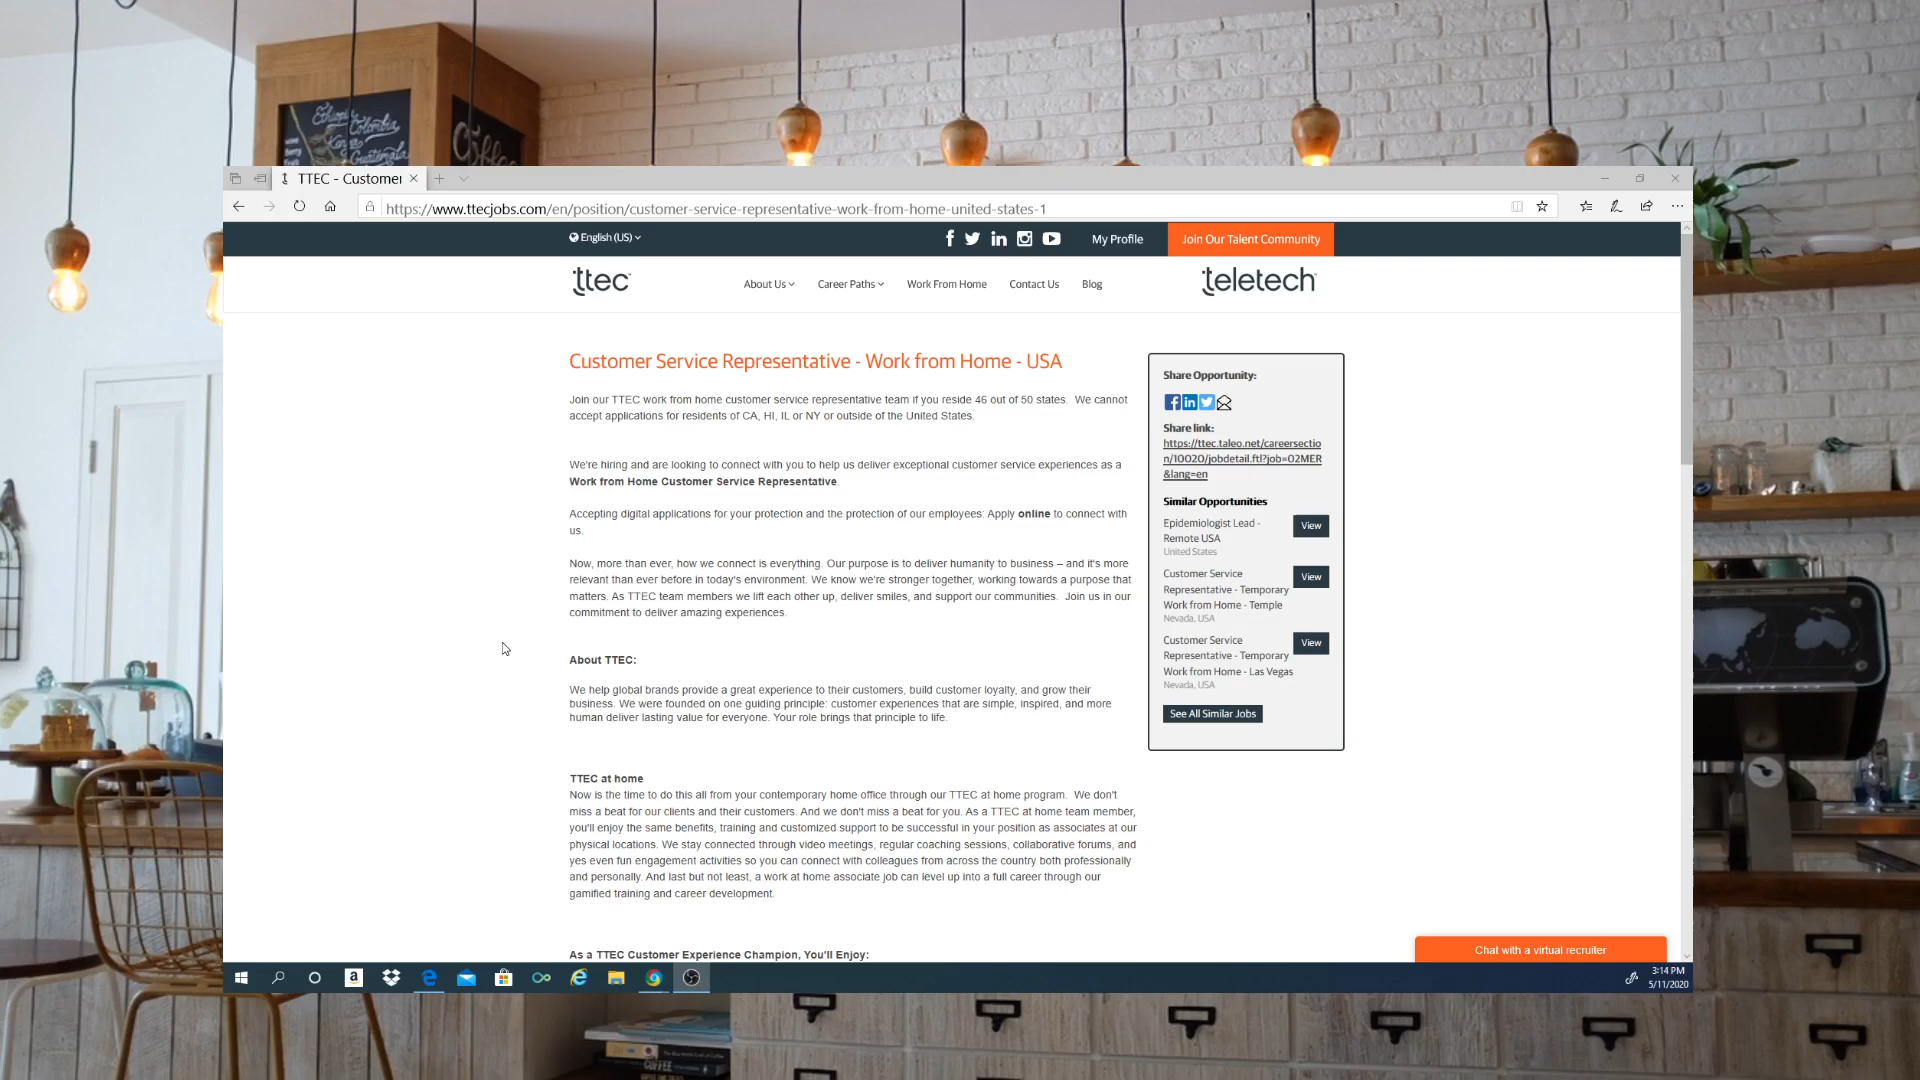 Ethiopia
Colombia
Kenya
Guatemala
Coffee
TTEC - Customer
https://www.ttecjobs.com/en/position/customer-service-representative-work-from-home-united-states-1
English (US)
My Profile
Join Our Talent Community
ttec
About Us
Career Paths
Work From Home
Contact Us
Blog
teletech
Customer Service Representative - Work from Home - USA
Join our TTEC work from home customer service representative team if you reside 46 out of 50 states. We cannot
accept applications for residents of CA, HI, IL or NY or outside of the United States.
We're hiring and are looking to connect with you to help us deliver exceptional customer service experiences as a
Work from Home Customer Service Representative.
Accepting digital applications for your protection and the protection of our employees: Apply online to connect with
us.
Now, more than ever, how we connect is everything. Our purpose is to deliver humanity to business – and it's more
relevant than ever before in today's environment. We know we're stronger together, working towards a purpose that
matters. As TTEC team members we lift each other up, deliver smiles, and support our communities. Join us in our
commitment to deliver amazing experiences.
About TTEC:
We help global brands provide a great experience to their customers, build customer loyalty, and grow their
business. We were founded on one guiding principle: customer experiences that are simple, inspired, and more
human deliver lasting value for everyone. Your role brings that principle to life.
TTEC at home
Now is the time to do this all from your contemporary home office through our TTEC at home program. We don't
miss a beat for our clients and their customers. And we don't miss a beat for you. As a TTEC at home team member,
you'll enjoy the same benefits, training and customized support to be successful in your position as associates at our
physical locations. We stay connected through video meetings, regular coaching sessions, collaborative forums, and
yes even fun engagement activities so you can connect with colleagues from across the country both professionally
and personally. And last but not least, a work at home associate job can level up into a full career through our
gamified training and career development.
As a TTEC Customer Experience Champion, You'll Enjoy:
Share Opportunity:
Share link:
https://ttec.taleo.net/careersectio
n/10020/jobdetail.ftl?job=02MER
&lang=en
Similar Opportunities
Epidemiologist Lead -
Remote USA
United States
View
Customer Service
Representative - Temporary
Work from Home - Temple
Nevada, USA
View
Customer Service
Representative - Temporary
Work from Home - Las Vegas
Nevada, USA
View
See All Similar Jobs
Chat with a virtual recruiter
3:14 PM
5/11/2020
COFFEE